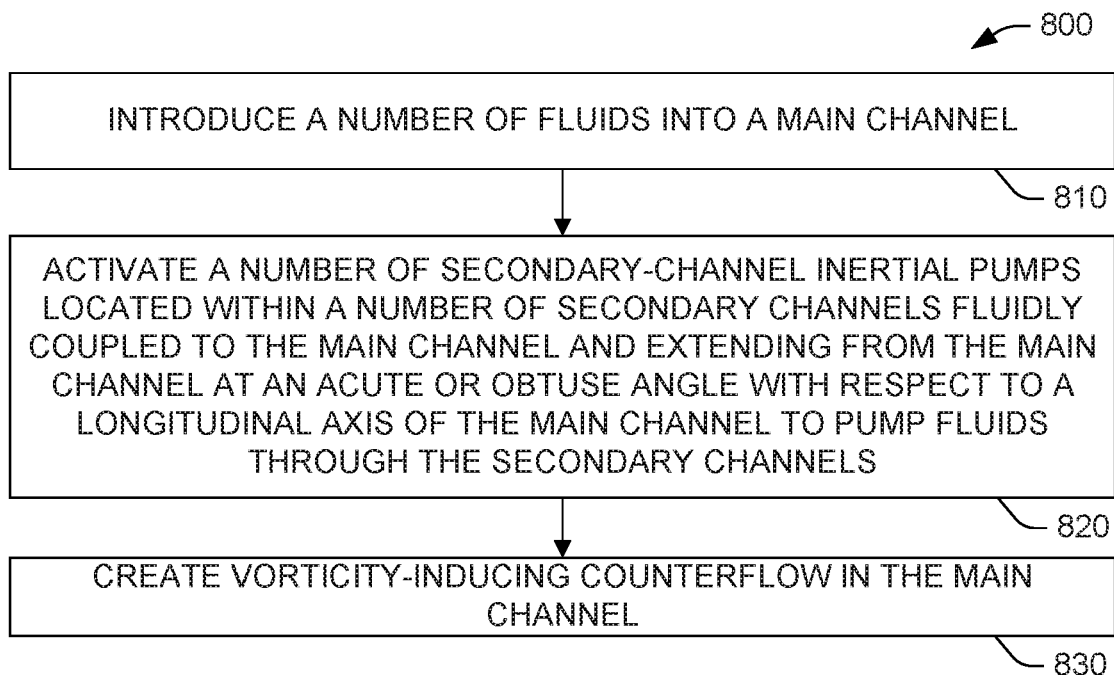 800
INTRODUCE A NUMBER OF FLUIDS INTO A MAIN CHANNEL
810
ACTIVATE A NUMBER OF SECONDARY-CHANNEL INERTIAL PUMPS
LOCATED WITHIN A NUMBER OF SECONDARY CHANNELS FLUIDLY
COUPLED TO THE MAIN CHANNEL AND EXTENDING FROM THE MAIN
CHANNEL AT AN ACUTE OR OBTUSE ANGLE WITH RESPECT TO A
LONGITUDINAL AXIS OF THE MAIN CHANNEL TO PUMP FLUIDS
THROUGH THE SECONDARY CHANNELS
820
CREATE VORTICITY-INDUCING COUNTERFLOW IN THE MAIN
CHANNEL
830